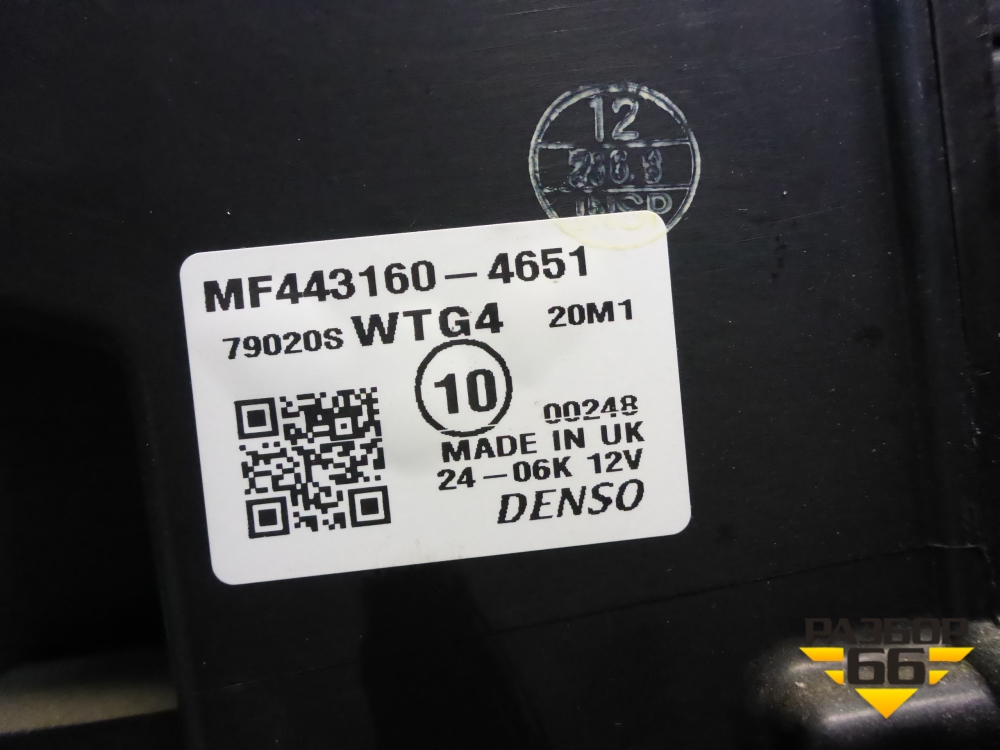 12
MF443160-4651
79020S WTG4 20M1
10
00248
MADE IN UK
24-06K 12V
DENSO
РАЗБОР
66